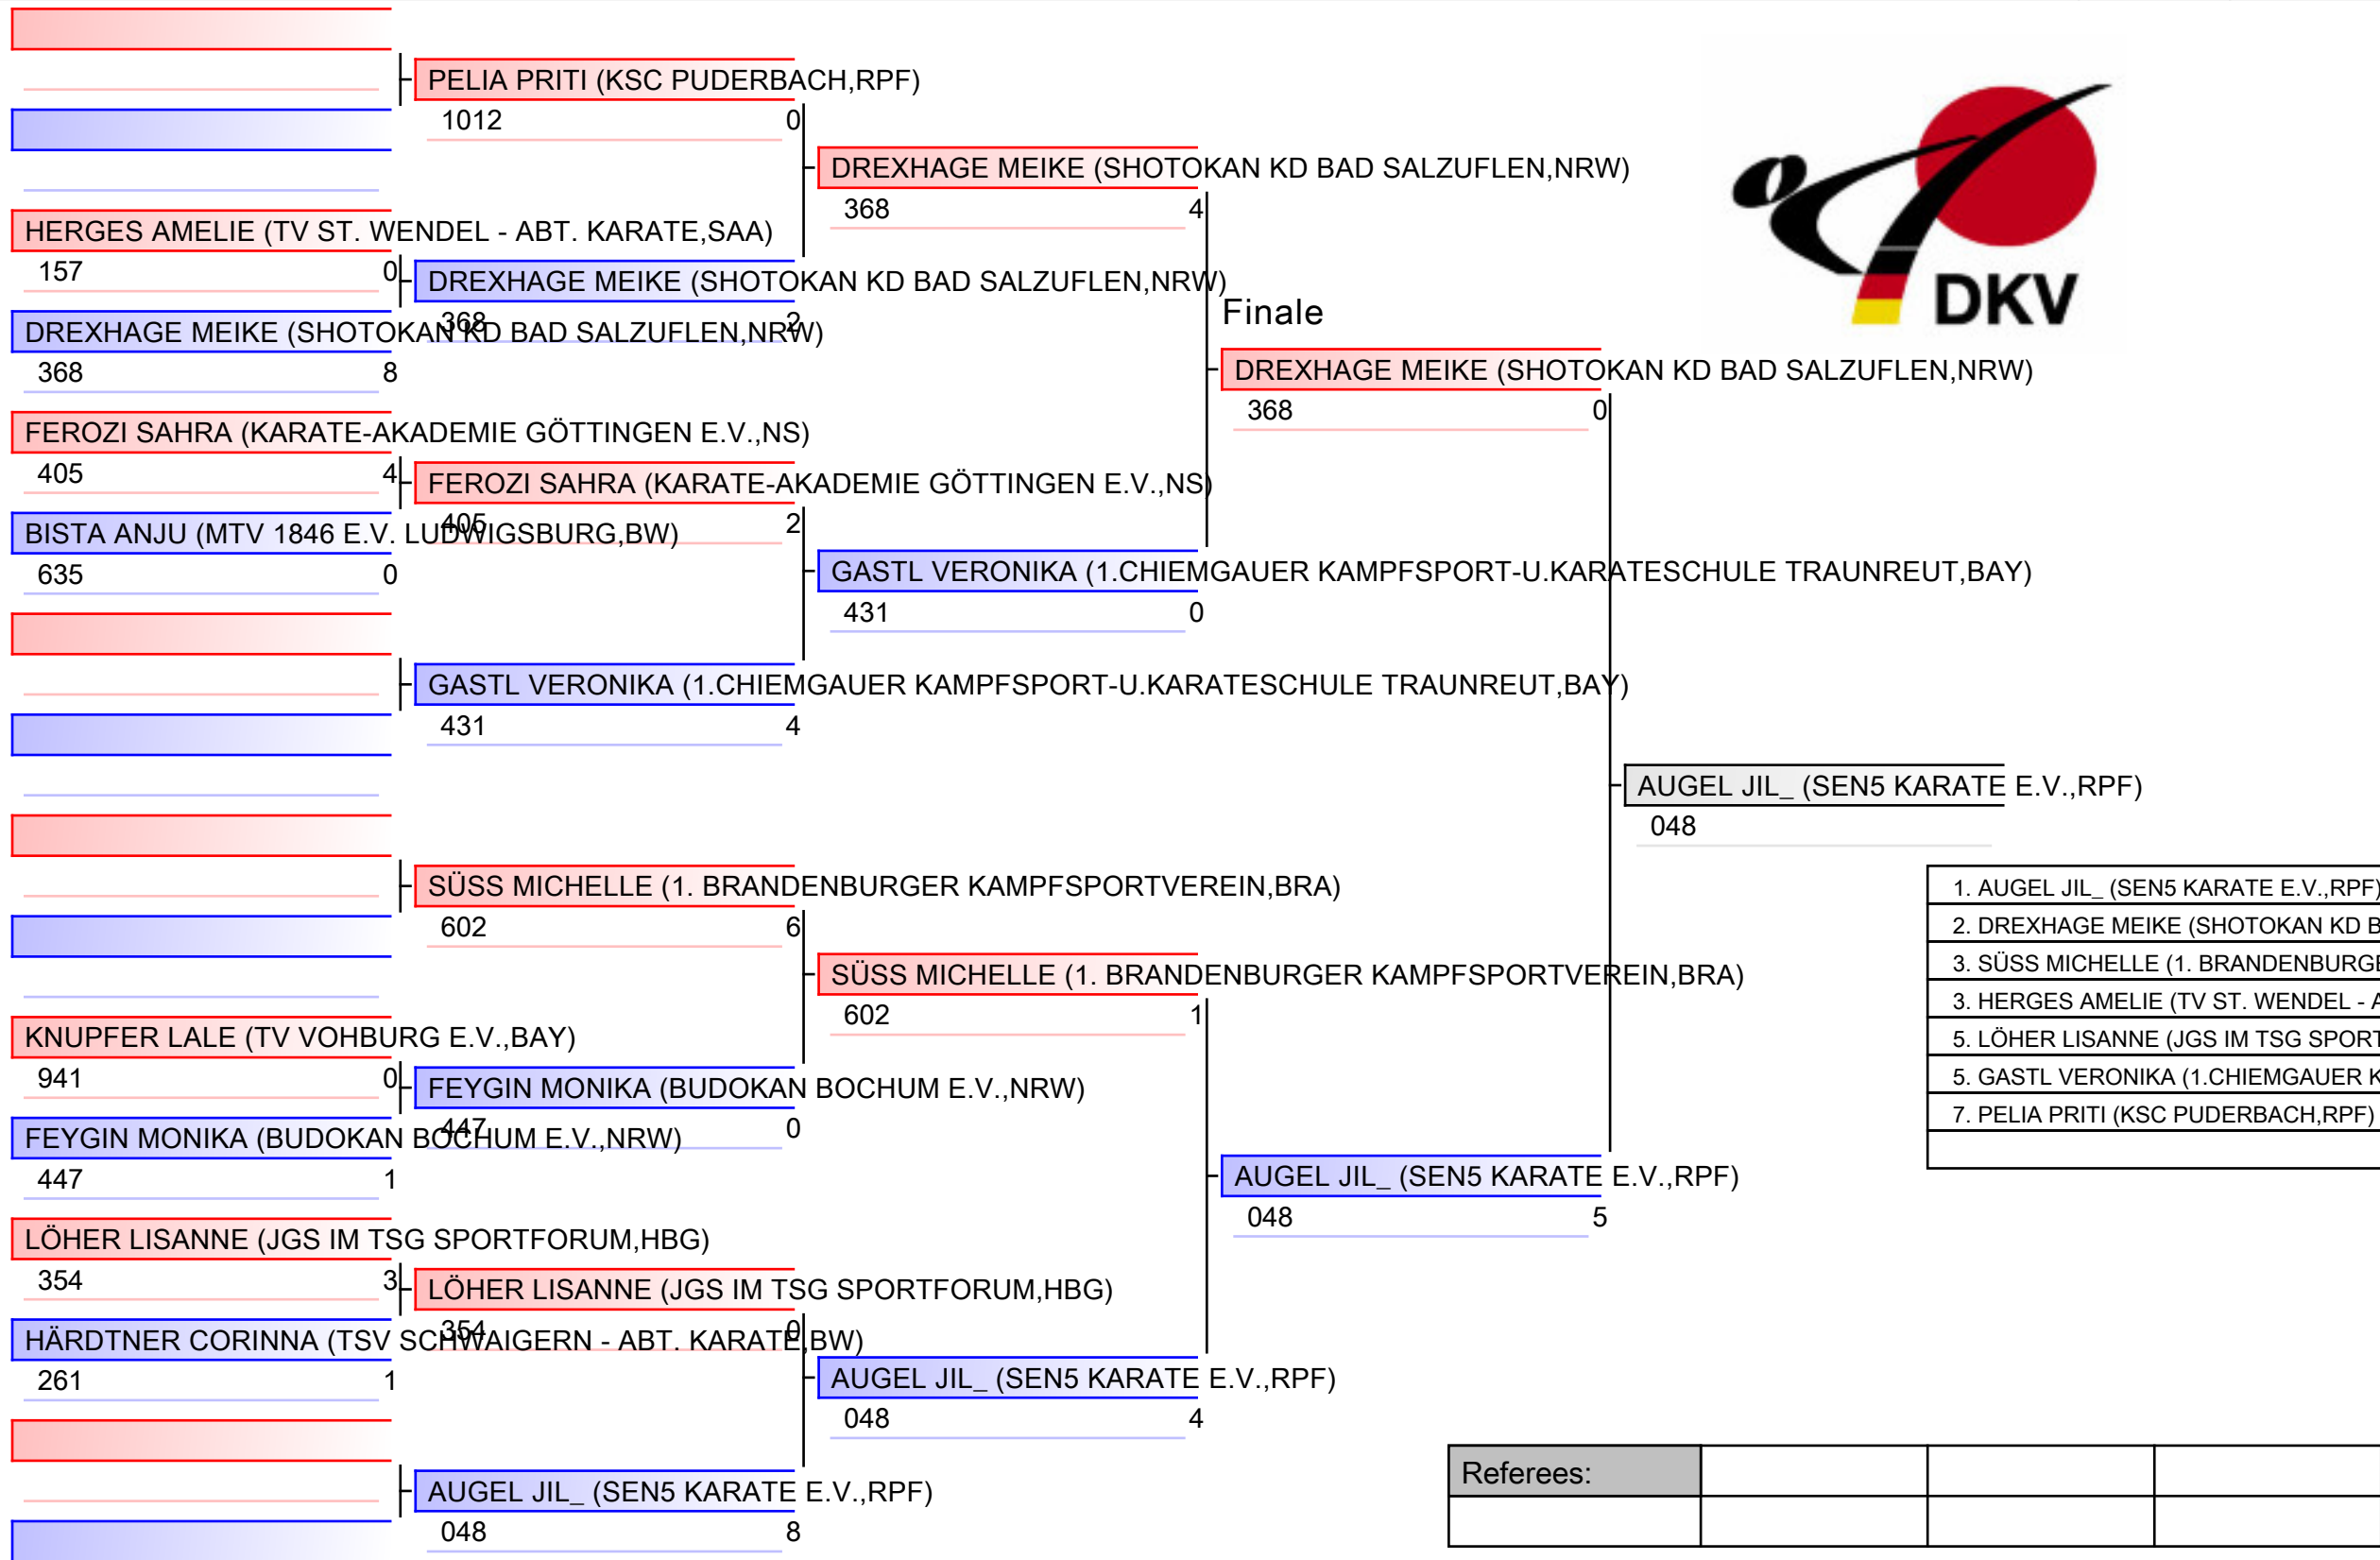 PELIA PRITI (KSC PUDERBACH,RPF)
1012 0
DREXHAGE MEIKE (SHOTOKAN KD BAD SALZUFLEN,NRW)
368 4
HERGES AMELIE (TV ST. WENDEL - ABT. KARATE,SAA)
157 0
DREXHAGE MEIKE (SHOTOKAN KD BAD SALZUFLEN,NRW)
368 2
DREXHAGE MEIKE (SHOTOKAN KD BAD SALZUFLEN,NRW)
368 8
DKV
Finale
DREXHAGE MEIKE (SHOTOKAN KD BAD SALZUFLEN,NRW)
368 0
FEROZI SAHRA (KARATE-AKADEMIE GÖTTINGEN E.V.,NS)
405 4
FEROZI SAHRA (KARATE-AKADEMIE GÖTTINGEN E.V.,NS)
405 2
BISTA ANJU (MTV 1846 E.V. LUDWIGSBURG,BW)
635 0
GASTL VERONIKA (1.CHIEMGAUER KAMPFSPORT-U.KARATESCHULE TRAUNREUT,BAY)
431 0
GASTL VERONIKA (1.CHIEMGAUER KAMPFSPORT-U.KARATESCHULE TRAUNREUT,BAY)
431 4
AUGEL JIL_ (SEN5 KARATE E.V.,RPF)
048
SÜSS MICHELLE (1. BRANDENBURGER KAMPFSPORTVEREIN,BRA)
602 6
SÜSS MICHELLE (1. BRANDENBURGER KAMPFSPORTVEREIN,BRA)
602 1
KNUPFER LALE (TV VOHBURG E.V.,BAY)
941 0
FEYGIN MONIKA (BUDOKAN BOCHUM E.V.,NRW)
447 0
FEYGIN MONIKA (BUDOKAN BOCHUM E.V.,NRW)
447 1
AUGEL JIL_ (SEN5 KARATE E.V.,RPF)
048 5
LÖHER LISANNE (JGS IM TSG SPORTFORUM,HBG)
354 3
LÖHER LISANNE (JGS IM TSG SPORTFORUM,HBG)
354 0
HÄRDTNER CORINNA (TSV SCHWAIGERN - ABT. KARATE,BW)
261 1
AUGEL JIL_ (SEN5 KARATE E.V.,RPF)
048 4
AUGEL JIL_ (SEN5 KARATE E.V.,RPF)
048 8
1. AUGEL JIL_ (SEN5 KARATE E.V.,RPF)
2. DREXHAGE MEIKE (SHOTOKAN KD B
3. SÜSS MICHELLE (1. BRANDENBURGE
3. HERGES AMELIE (TV ST. WENDEL - A
5. LÖHER LISANNE (JGS IM TSG SPORT
5. GASTL VERONIKA (1.CHIEMGAUER K
7. PELIA PRITI (KSC PUDERBACH,RPF)
Referees: